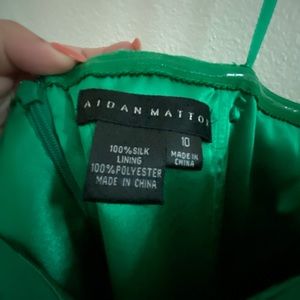 AIDAN MATTOX
100% SILK
LINING
100% POLYESTER
MADE IN CHINA
10
MADE IN
CHINA